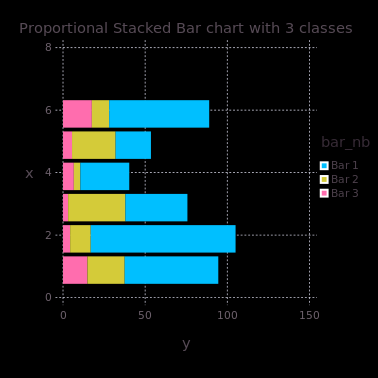 Proportional Stacked Bar chart with 3 classes
8
6
4
2
0
x
0 50 100 150
y
bar_nb
Bar 1
Bar 2
Bar 3